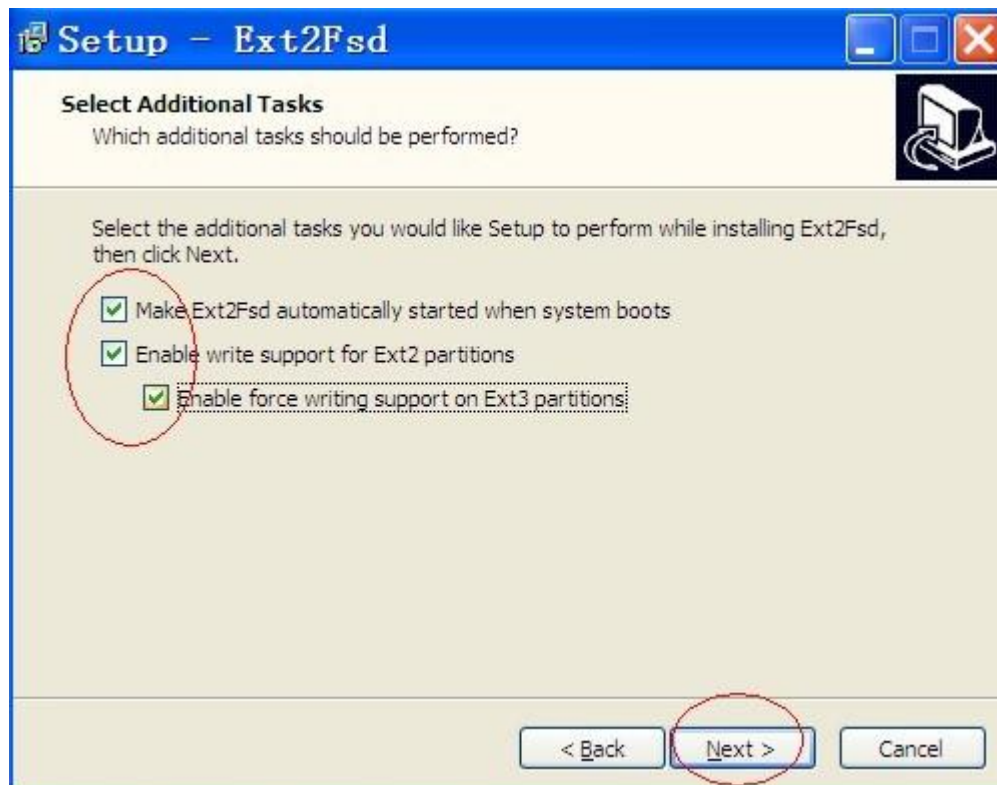 Setup - Ext2Fsd
Select Additional Tasks
Which additional tasks should be performed?
Select the additional tasks you would like Setup to perform while installing Ext2Fsd,
then click Next.
Make Ext2Fsd automatically started when system boots
Enable write support for Ext2 partitions
Enable force writing support on Ext3 partitions
< Back
Next >
Cancel